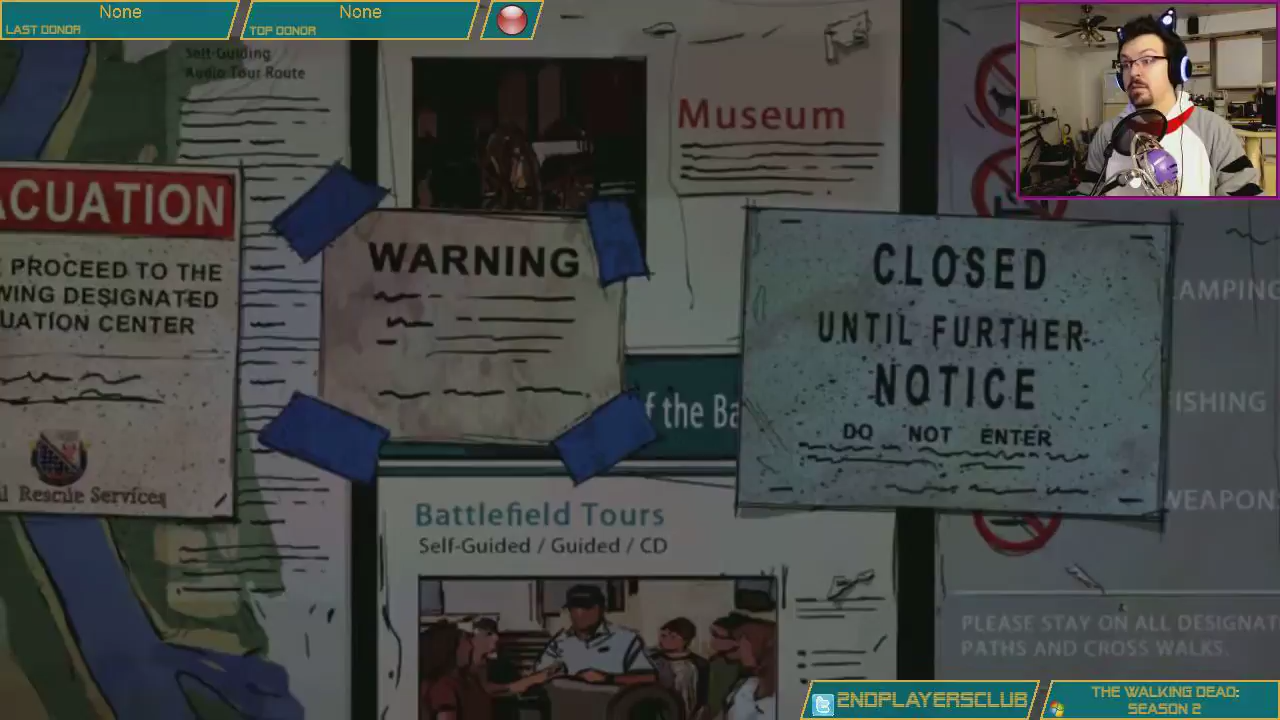 None
LAST DONOR
None
TOP DONOR
Self-Guiding
Audio Tour Route
Museum
ACUATION
PROCEED TO THE
WING DESIGNATED
UATION CENTER
Rescue Services
WARNING
CLOSED
UNTIL FURTHER
NOTICE
DO NOT ENTER
f the Ba
Battlefield Tours
Self-Guided / Guided / CD
AMPING
ISHING
WEAPON
PLEASE STAY ON ALL DESIGNAT
PATHS AND CROSS WALKS.
2NDPLAYERSCLUB
THE WALKING DEAD:
SEASON 2